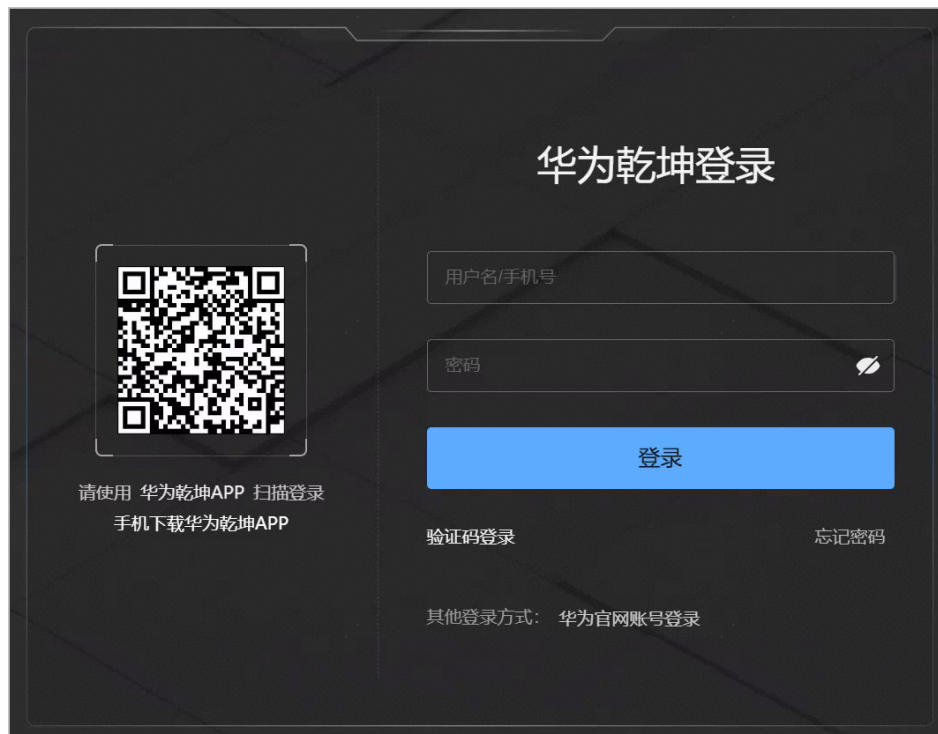 华为乾坤登录
用户名/手机号
密码
登录
验证码登录
忘记密码
其他登录方式： 华为官网账号登录
请使用 华为乾坤APP 扫描登录
手机下载华为乾坤APP